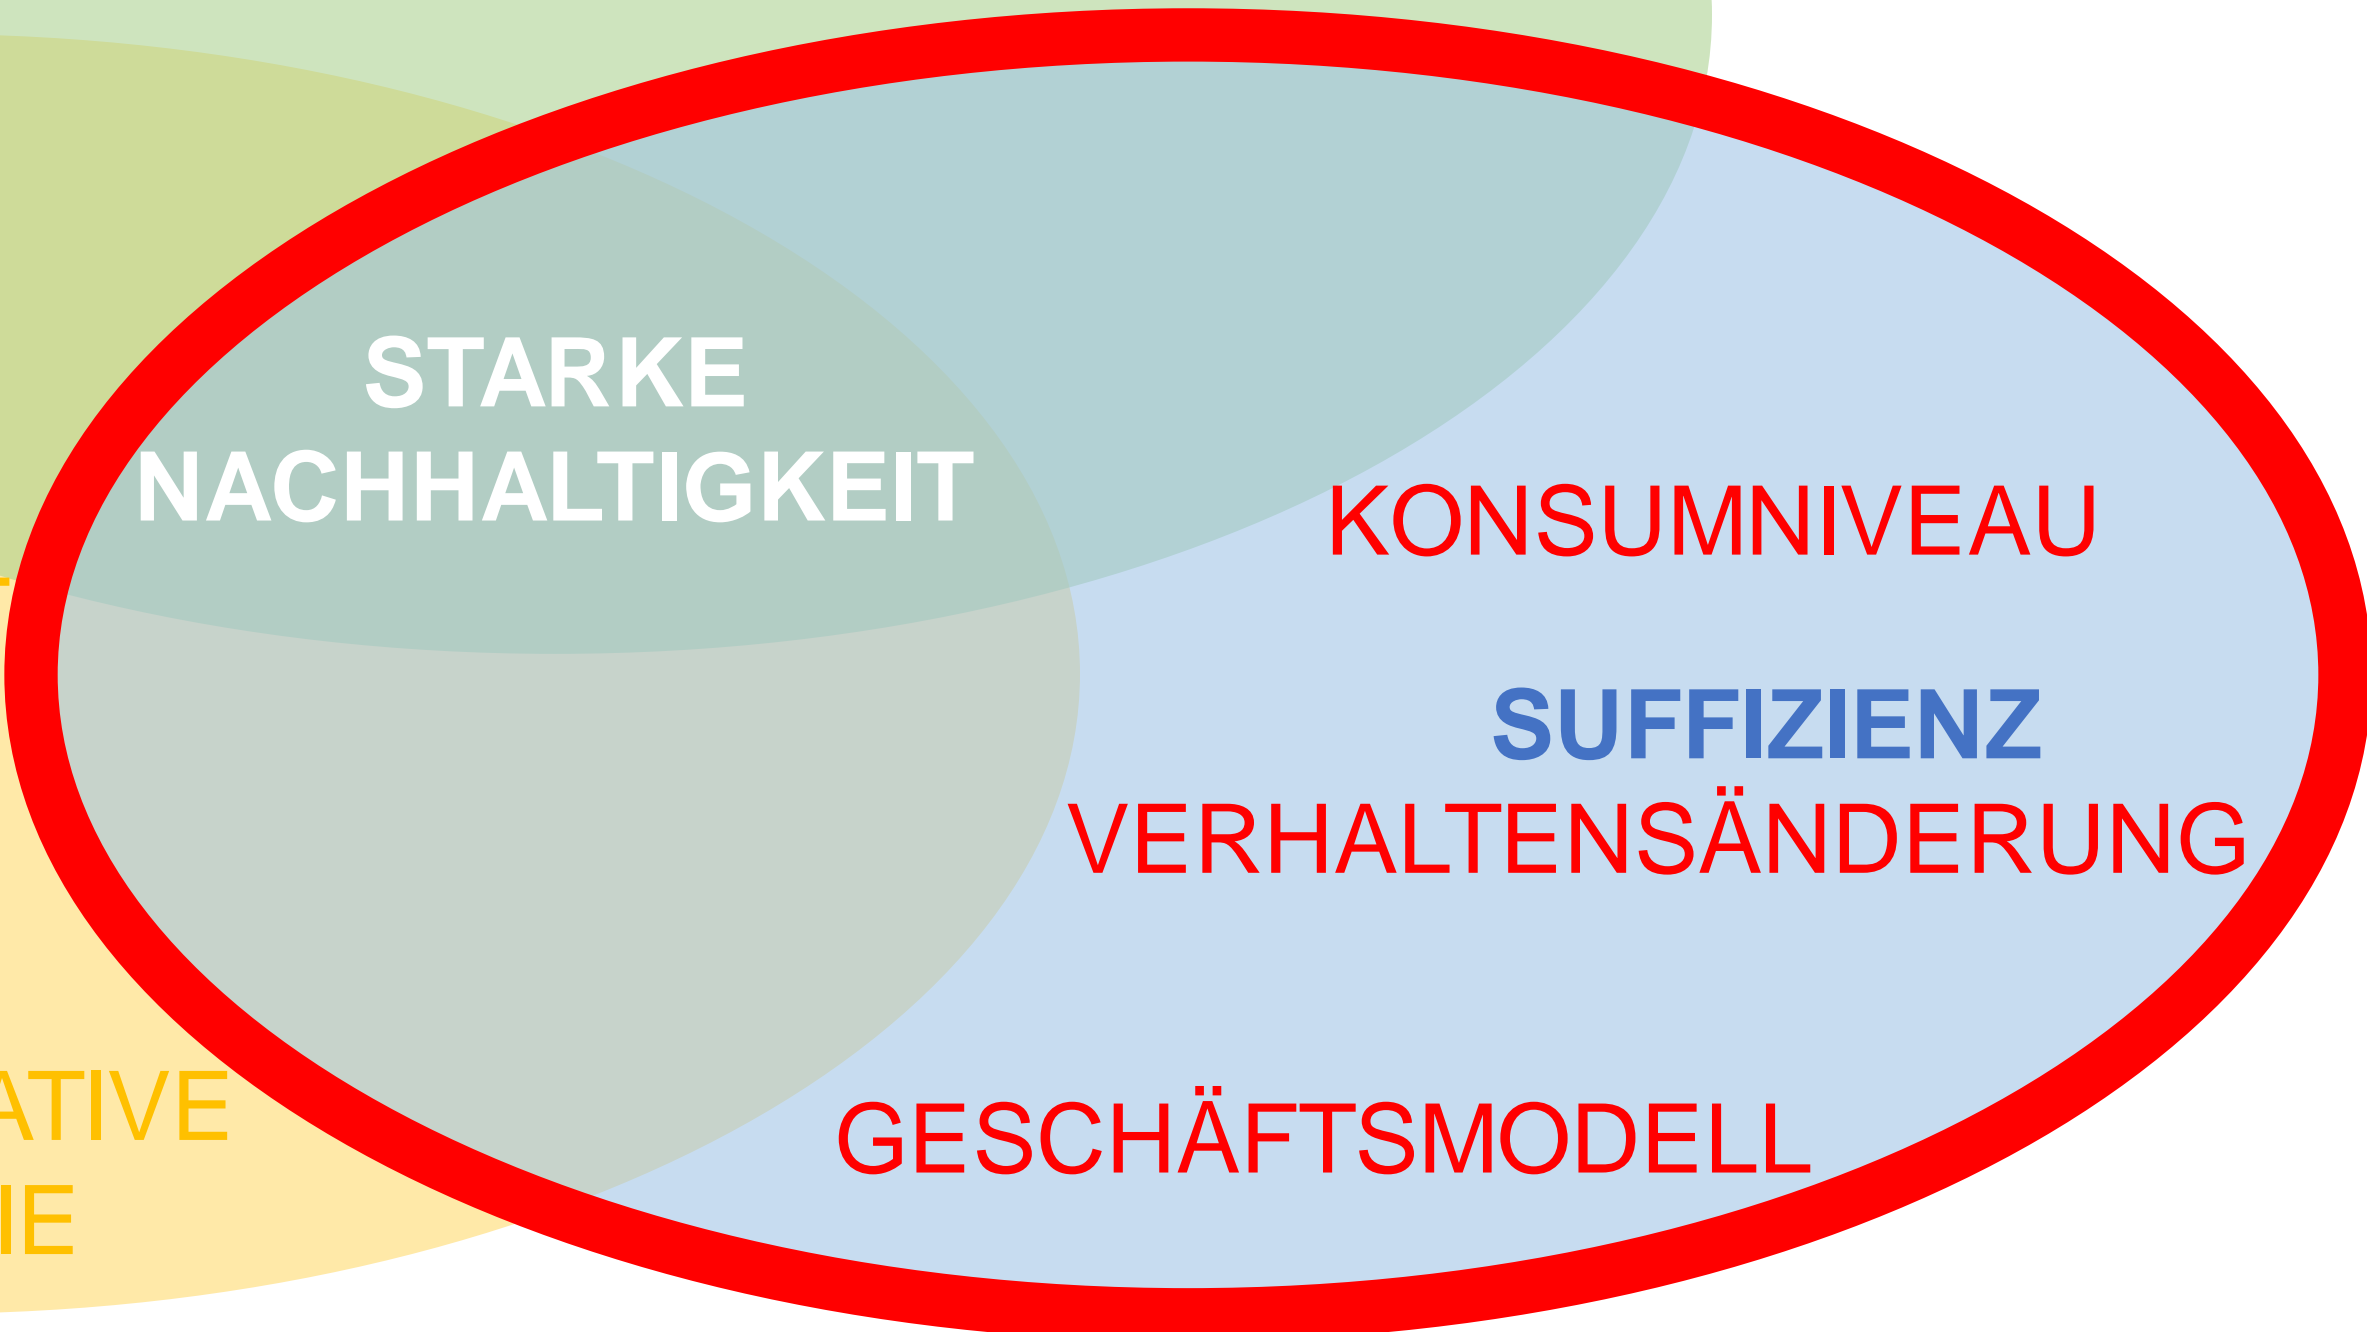 STARKE
NACHHALTIGKEIT
KONSUMNIVEAU
SUFFIZIENZ
VERHALTENSÄNDERUNG
ATIVE
GESCHÄFTSMODELL
IE